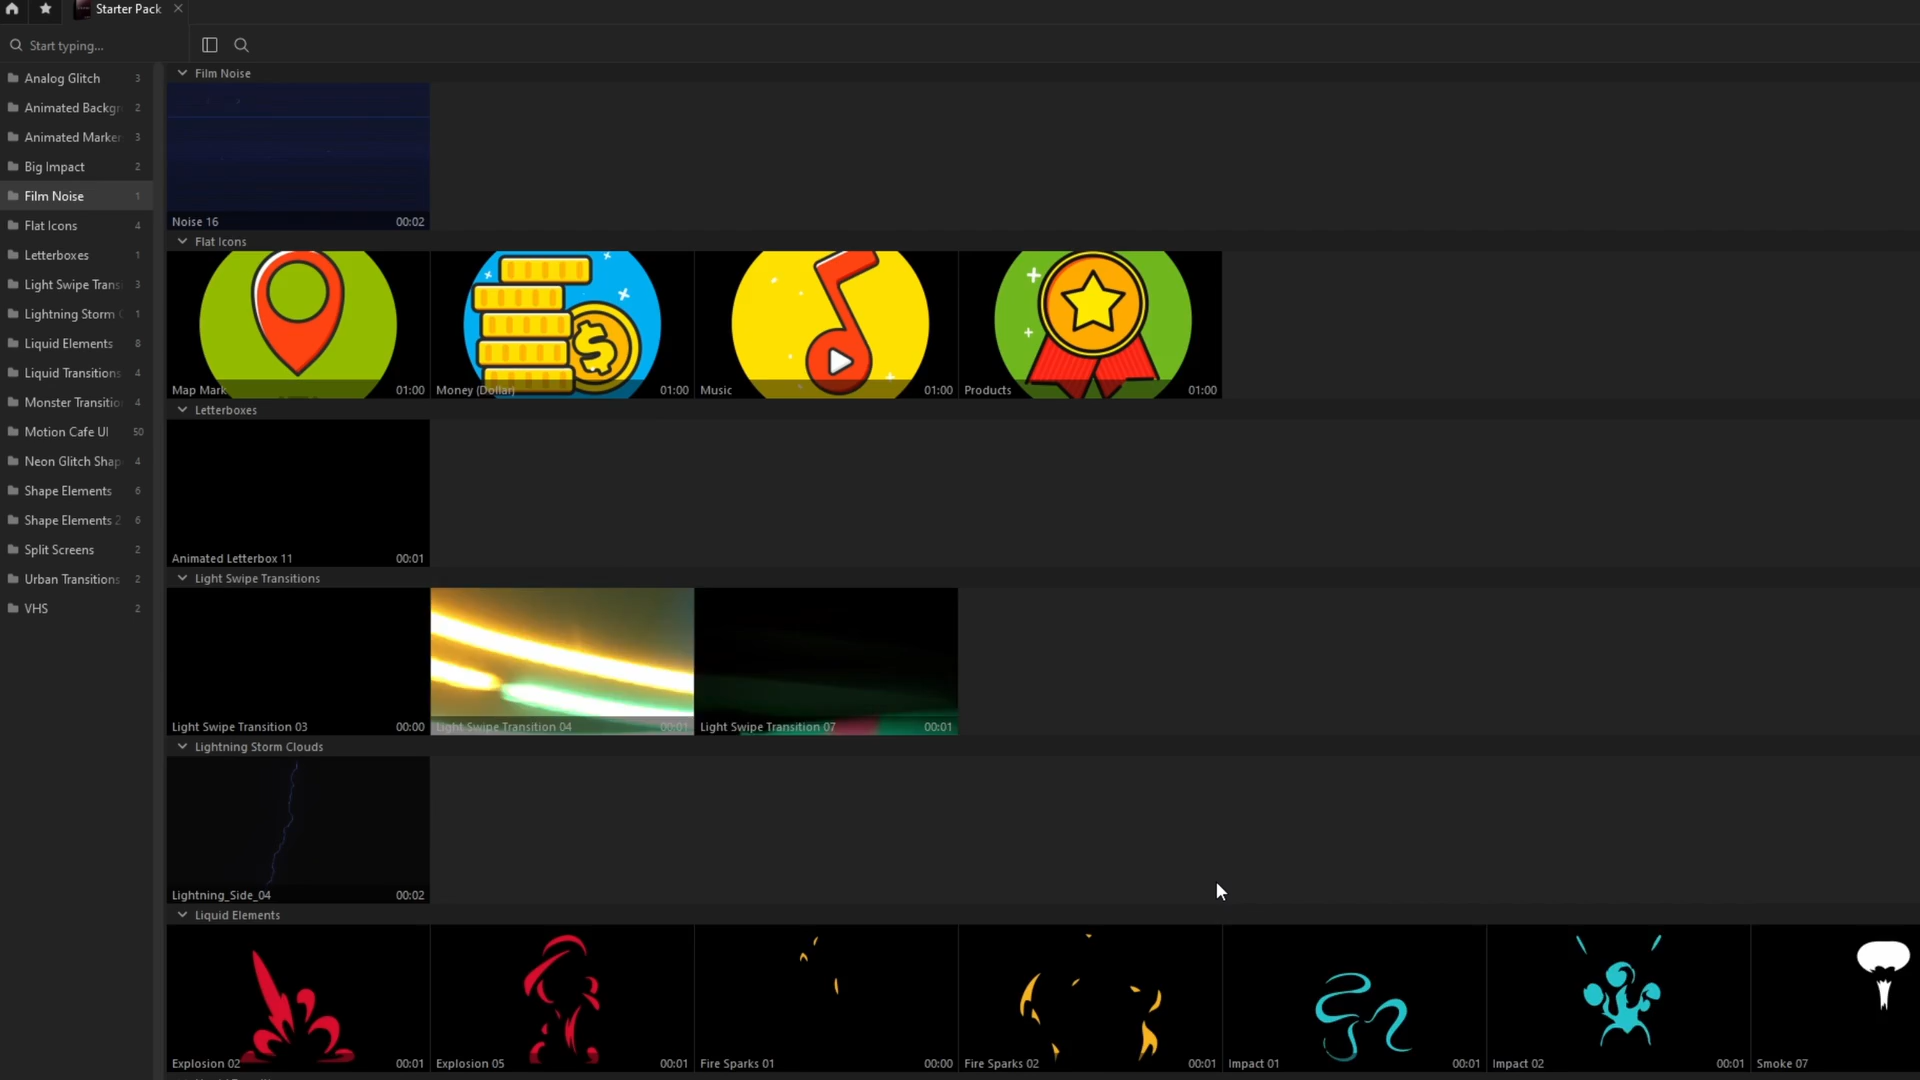 Starter Pack
Start typing...
Analog Glitch 3
Animated Backgr 2
Animated Marker 3
Big Impact 2
Film Noise 1
Flat Icons 4
Letterboxes 1
Light Swipe Trans 3
Lightning Storm 1
Liquid Elements 8
Liquid Transitions 4
Monster Transitio 4
Motion Cafe UI 50
Neon Glitch Shap 4
Shape Elements 6
Shape Elements 2 6
Split Screens 2
Urban Transitions 2
VHS 2
Film Noise
Noise 16 00:02
Flat Icons
Map Mark 01:00
Money (Dollar) 01:00
Music 01:00
Products 01:00
Letterboxes
Animated Letterbox 11 00:01
Light Swipe Transitions
Light Swipe Transition 03 00:00
Light Swipe Transition 04 00:01
Light Swipe Transition 07 00:01
Lightning Storm Clouds
Lightning_Side_04 00:02
Liquid Elements
Explosion 02 00:01
Explosion 05 00:01
Fire Sparks 01 00:00
Fire Sparks 02 00:01
Impact 01 00:01
Impact 02 00:01
Smoke 07